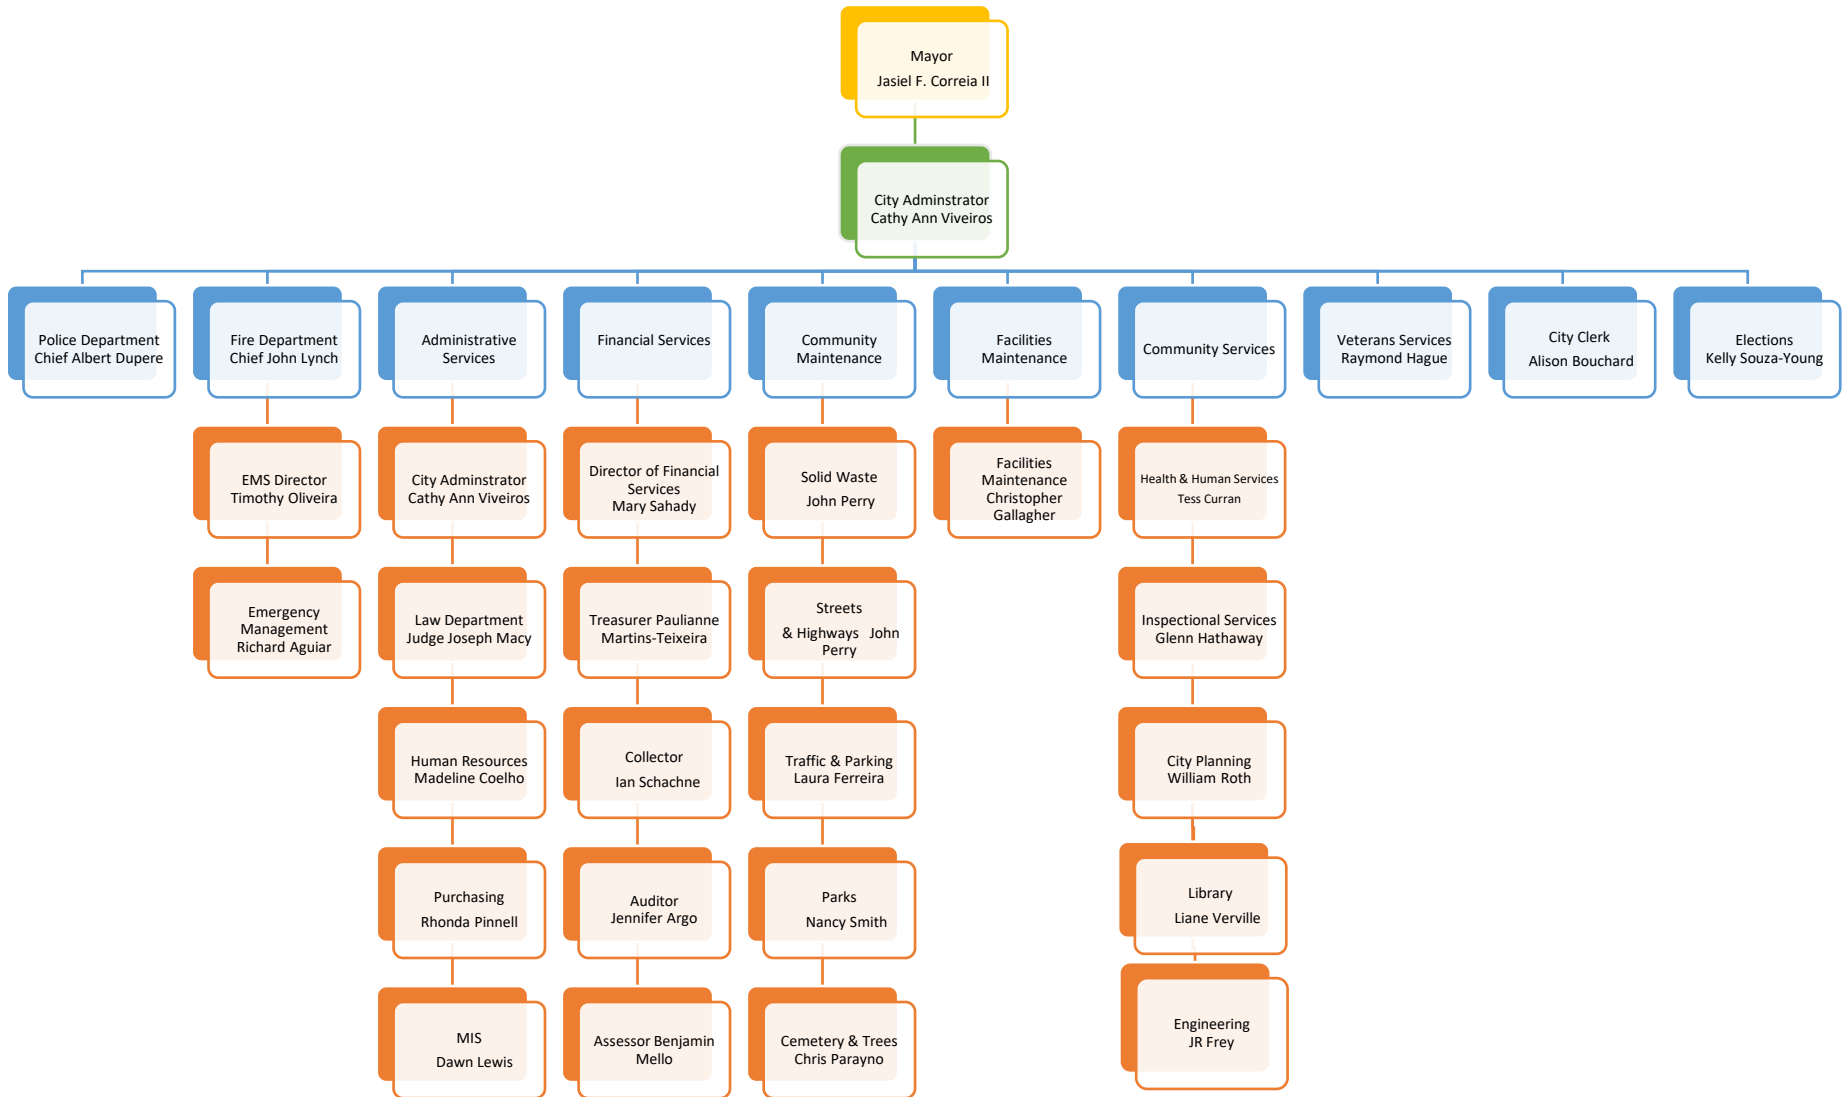 Mayor
Jasiel F. Correia II
City Adminstrator
Cathy Ann Viveiros
Police Department
Chief Albert Dupere
Fire Department
Chief John Lynch
Administrative
Services
Financial Services
Community
Maintenance
Facilities
Maintenance
Community Services
Veterans Services
Raymond Hague
City Clerk
Alison Bouchard
Elections
Kelly Souza-Young
EMS Director
Timothy Oliveira
City Adminstrator
Cathy Ann Viveiros
Director of Financial
Services
Mary Sahady
Solid Waste
John Perry
Facilities
Maintenance
Christopher
Gallagher
Health & Human Services
Tess Curran
Emergency
Management
Richard Aguiar
Law Department
Judge Joseph Macy
Treasurer Paulianne
Martins-Teixeira
Streets
& Highways John
Perry
Inspectional Services
Glenn Hathaway
Human Resources
Madeline Coelho
Collector
Ian Schachne
Traffic & Parking
Laura Ferreira
City Planning
William Roth
Purchasing
Rhonda Pinnell
Auditor
Jennifer Argo
Parks
Nancy Smith
Library
Liane Verville
MIS
Dawn Lewis
Assessor Benjamin
Mello
Cemetery & Trees
Chris Parayno
Engineering
JR Frey